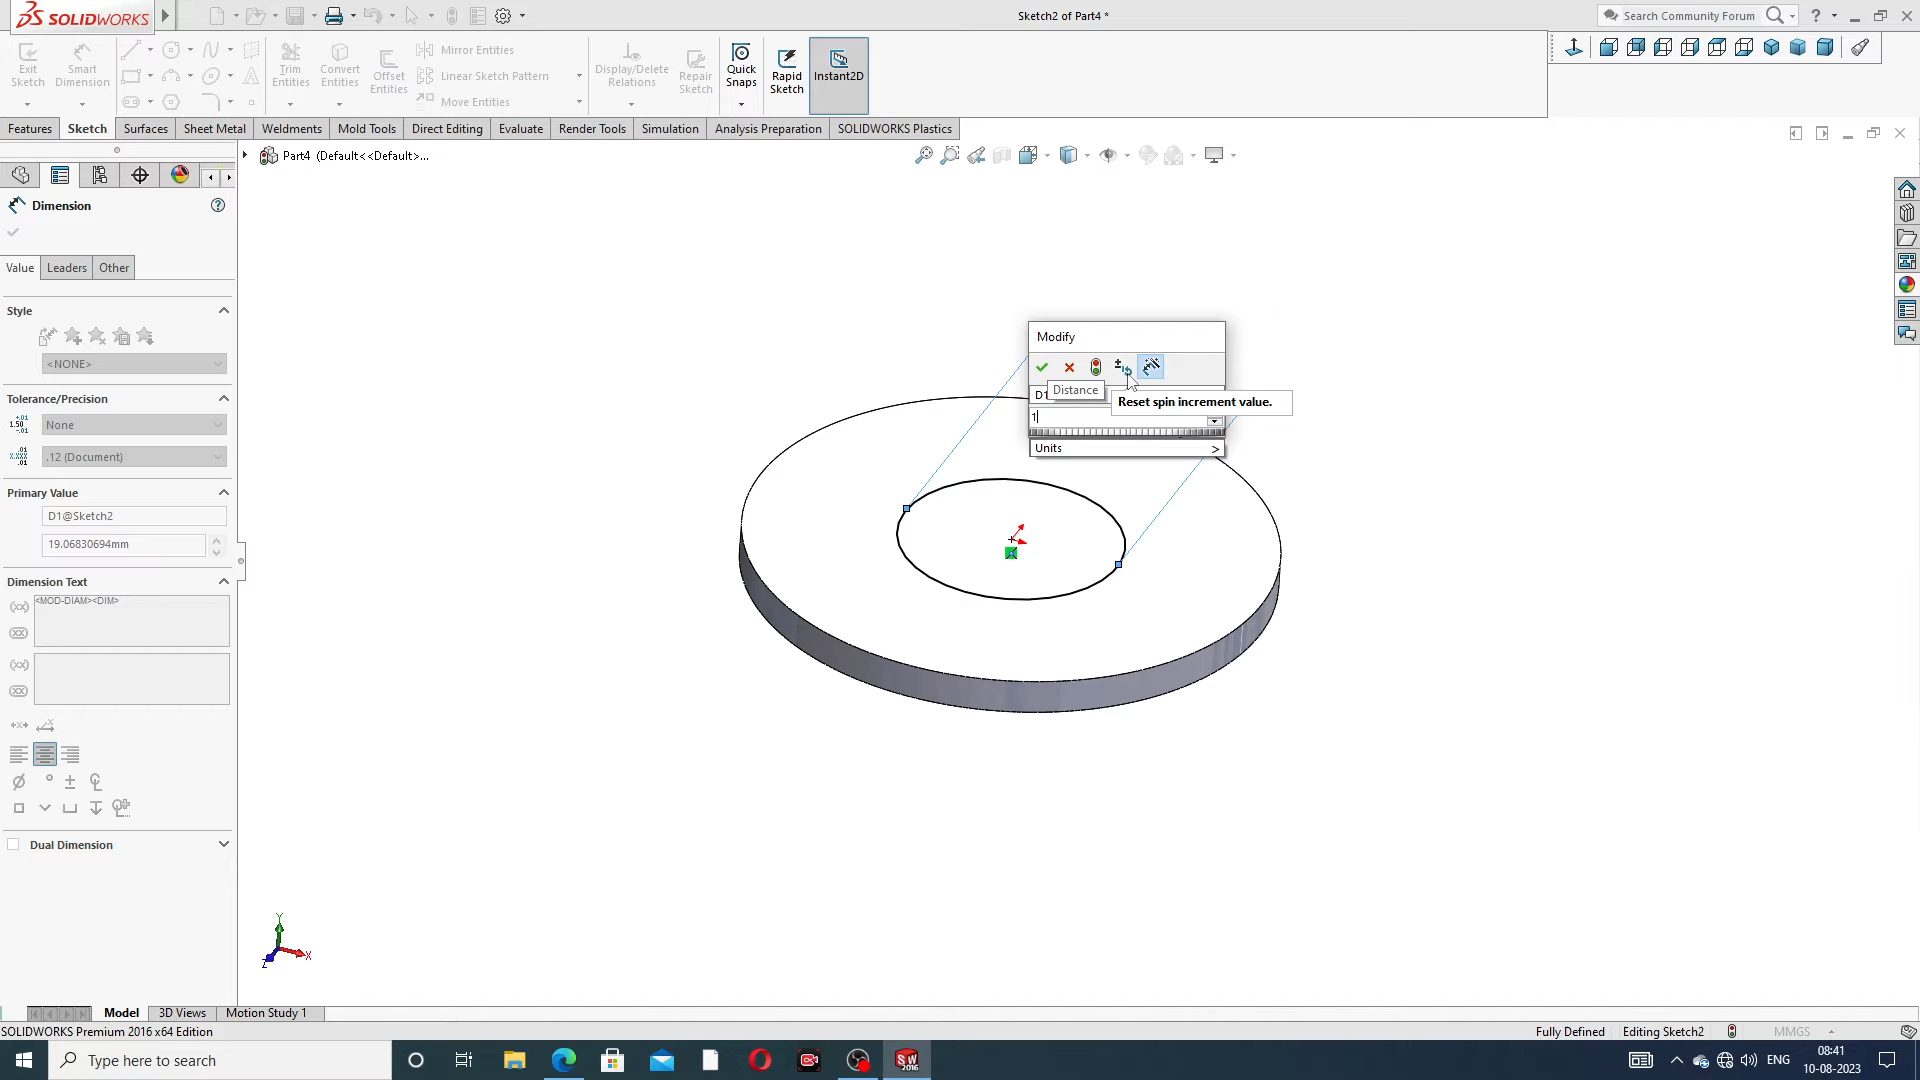 SOLIDWORKS
Sketch2 of Part4 *
Search Community Forum
Exit Sketch
Smart Dimension
Trim Entities
Convert Entities
Offset Entities
Mirror Entities
Linear Sketch Pattern
Move Entities
Display/Delete Relations
Repair Sketch
Quick Snaps
Rapid Sketch
Instant2D
Features
Sketch
Surfaces
Sheet Metal
Weldments
Mold Tools
Direct Editing
Evaluate
Render Tools
Simulation
Analysis Preparation
SOLIDWORKS Plastics
Part4 (Default<<Default>...
Dimension
Value
Leaders
Other
Style
<NONE>
Tolerance/Precision
None
.12 (Document)
Primary Value
D1@Sketch2
19.06830694mm
Dimension Text
<MOD-DIAM><DIM>
Dual Dimension
Modify
D1
Distance
Reset spin increment value.
1
Units >
Y
X
Z
Model
3D Views
Motion Study 1
SOLIDWORKS Premium 2016 x64 Edition
Fully Defined
Editing Sketch2
MMGS
Type here to search
ENG
08:41
10-08-2023